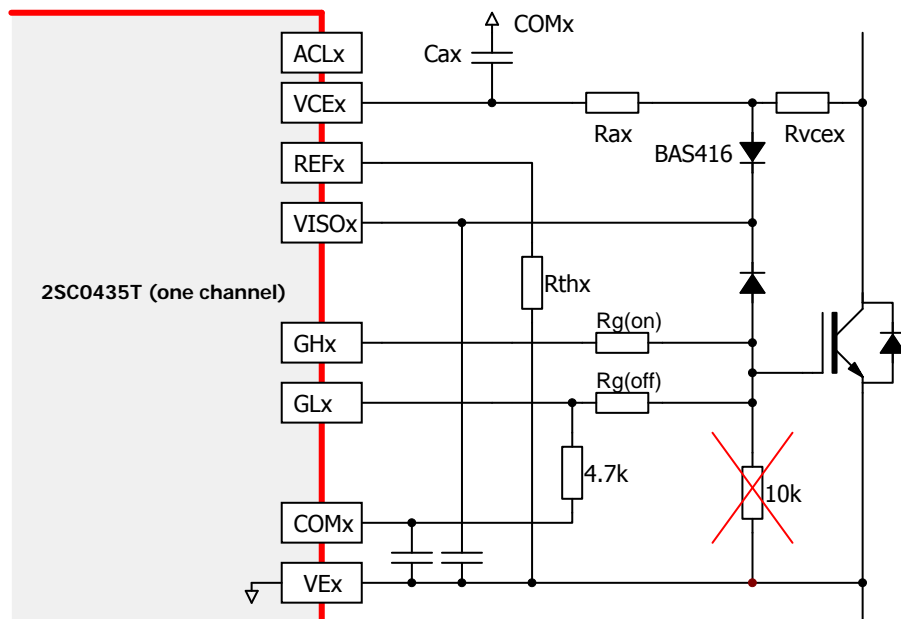 COMx
Cax
ACLx
VCEx
Rax
Rvcex
BAS416
REFx
VISOx
Rthx
2SC0435T (one channel)
Rg(on)
GHx
Rg(off)
GLx
4.7k
10k
COMx
VEx